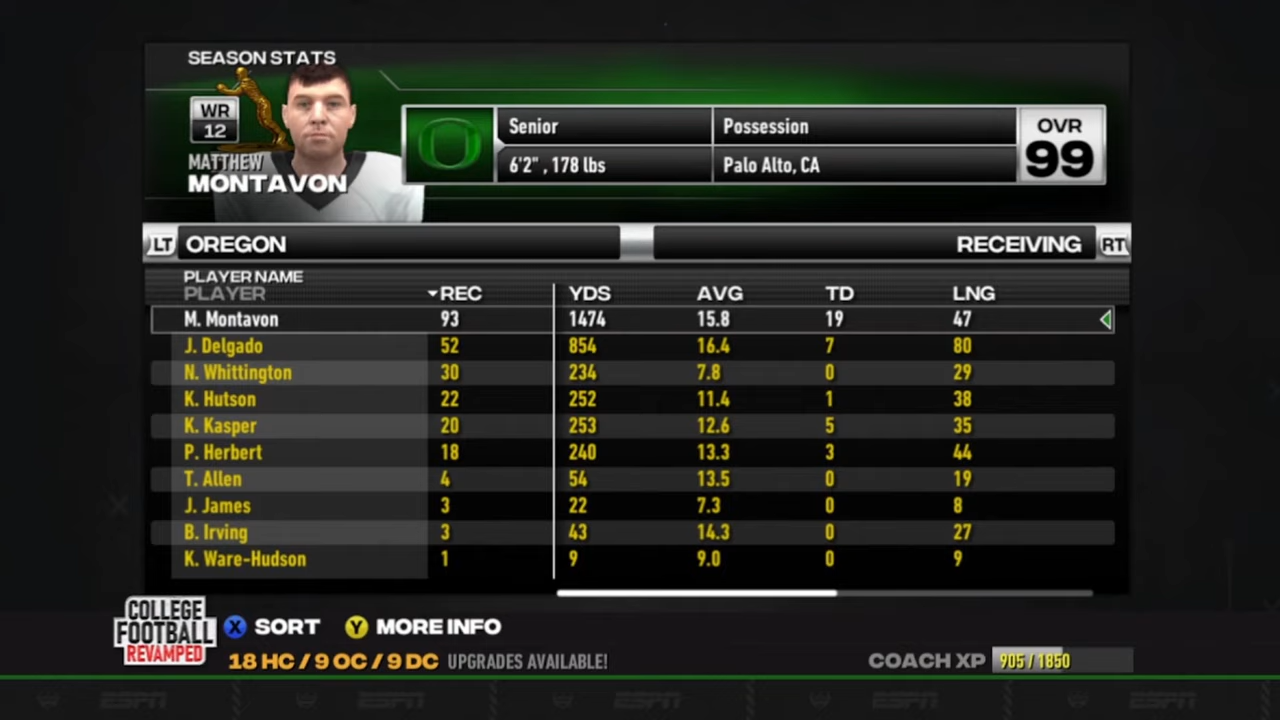 SEASON STATS
WR
12
MATTHEW
MONTAVON
Senior
Possession
6'2" , 178 lbs
Palo Alto, CA
OVR
99
LT OREGON
RECEIVING RT
PLAYER NAME
PLAYER REC YDS AVG TD LNG
M. Montavon 93 1474 15.8 19 47
J. Delgado 52 854 16.4 7 80
N. Whittington 30 234 7.8 0 29
K. Hutson 22 252 11.4 1 38
K. Kasper 20 253 12.6 5 35
P. Herbert 18 240 13.3 3 44
T. Allen 4 54 13.5 0 19
J. James 3 22 7.3 0 8
B. Irving 3 43 14.3 0 27
K. Ware-Hudson 1 9 9.0 0 9
COLLEGE
FOOTBALL
REVAMPED
X SORT Y MORE INFO
18 HC / 9 OC / 9 DC UPGRADES AVAILABLE!
COACH XP 905 / 1850
ESPN ESPN ESPN ESPN ESPN